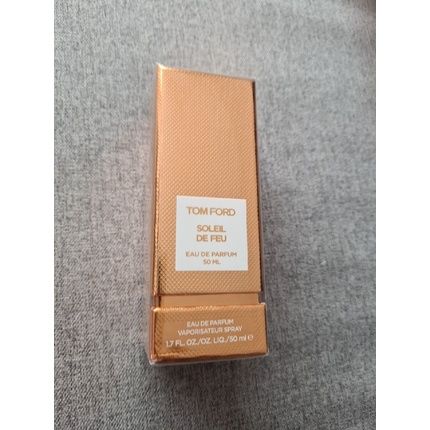 TOM FORD
SOLEIL
DE FEU
EAU DE PARFUM
50 ML
EAU DE PARFUM
VAPORISATEUR SPRAY
1.7 FL. OZ./OZ. LIQ./50 ml ℮